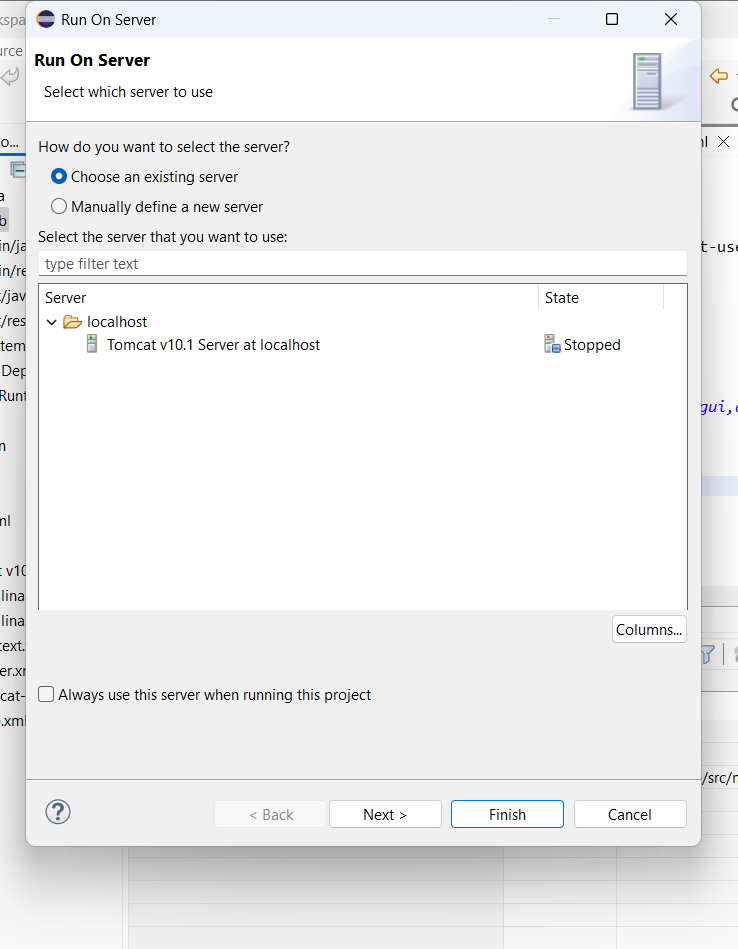 Run On Server
Run On Server
Select which server to use
How do you want to select the server?
Choose an existing server
Manually define a new server
Select the server that you want to use:
type filter text
Server State
localhost
Tomcat v10.1 Server at localhost Stopped
Columns...
Always use this server when running this project
< Back Next > Finish Cancel